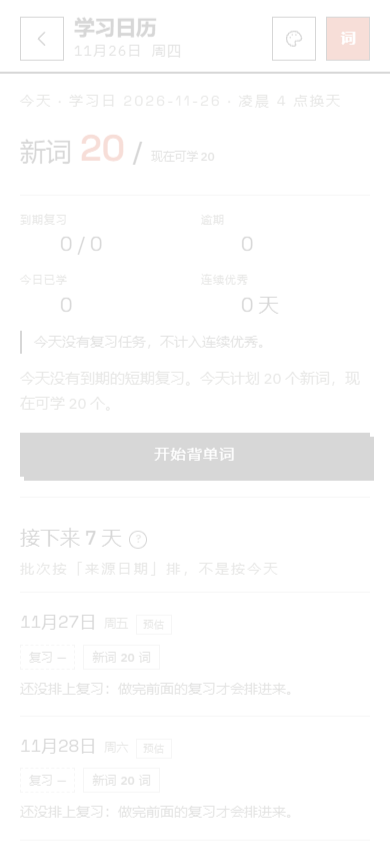 学习日历
11月26日 周四
词
今天 · 学习日 2026-11-26 · 凌晨 4 点换天
新词 20 / 现在可学 20
到期复习 逾期
0 / 0 0
今日已学 连续优秀
0 0 天
今天没有复习任务，不计入连续优秀。
今天没有到期的短期复习。今天计划 20 个新词，现
在可学 20 个。
开始背单词
接下来 7 天 ?
批次按「来源日期」排，不是按今天
11月27日 周五 预估
复习 — 新词 20 词
还没排上复习：做完前面的复习才会排进来。
11月28日 周六 预估
复习 — 新词 20 词
还没排上复习：做完前面的复习才会排进来。